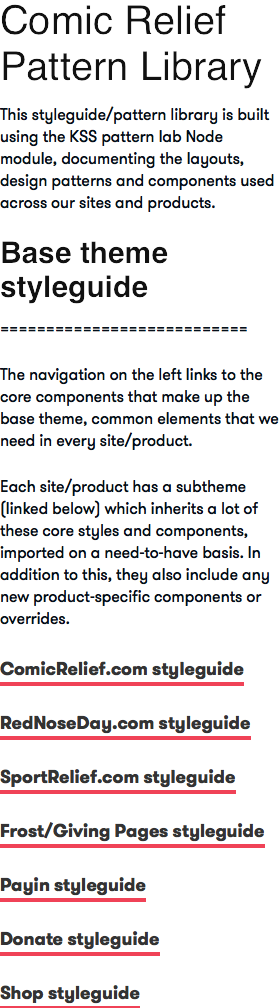 Comic Relief
Pattern Library
This styleguide/pattern library is built
using the KSS pattern lab Node
module, documenting the layouts,
design patterns and components used
across our sites and products.
Base theme
styleguide
===========================
The navigation on the left links to the
core components that make up the
base theme, common elements that we
need in every site/product.
Each site/product has a subtheme
(linked below) which inherits a lot of
these core styles and components,
imported on a need-to-have basis. In
addition to this, they also include any
new product-specific components or
overrides.
ComicRelief.com styleguide
RedNoseDay.com styleguide
SportRelief.com styleguide
Frost/Giving Pages styleguide
Payin styleguide
Donate styleguide
Shop styleguide